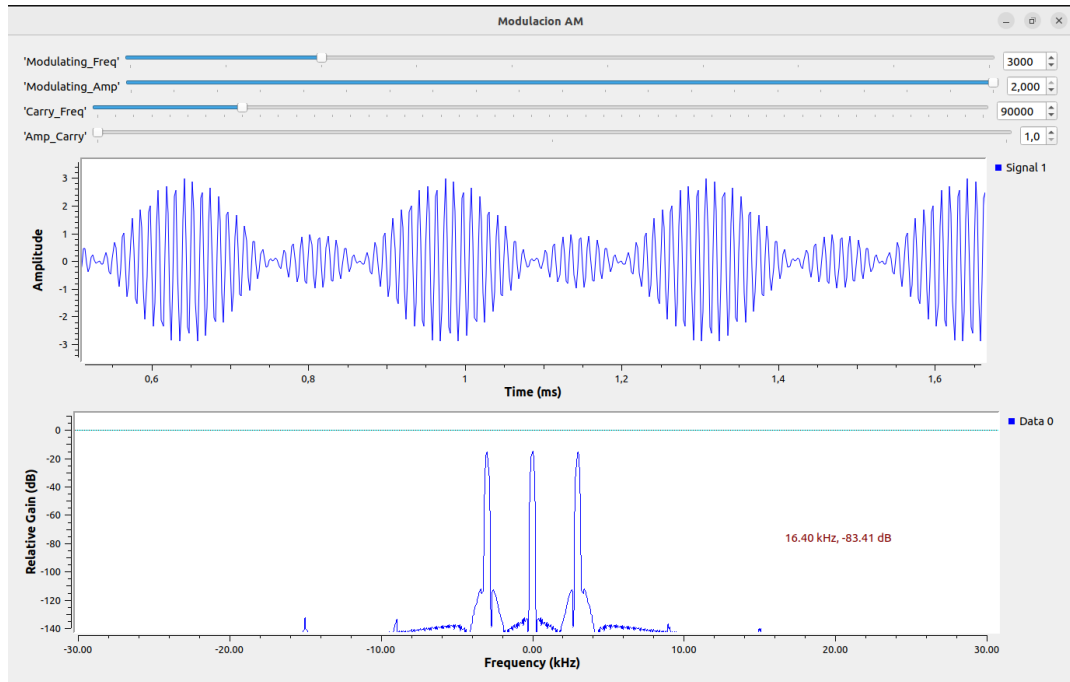 Modulacion AM
'Modulating_Freq' 3000
'Modulating_Amp' 2,000
'Carry_Freq' 90000
'Amp_Carry' 1,0
Signal 1
Amplitude
3
2
1
0
-1
-2
-3
0,6 0,8 1 1,2 1,4 1,6
Time (ms)
Data 0
Relative Gain (dB)
0
-20
-40
-60
-80
-100
-120
-140
16.40 kHz, -83.41 dB
-30.00 -20.00 -10.00 0.00 10.00 20.00 30.00
Frequency (kHz)